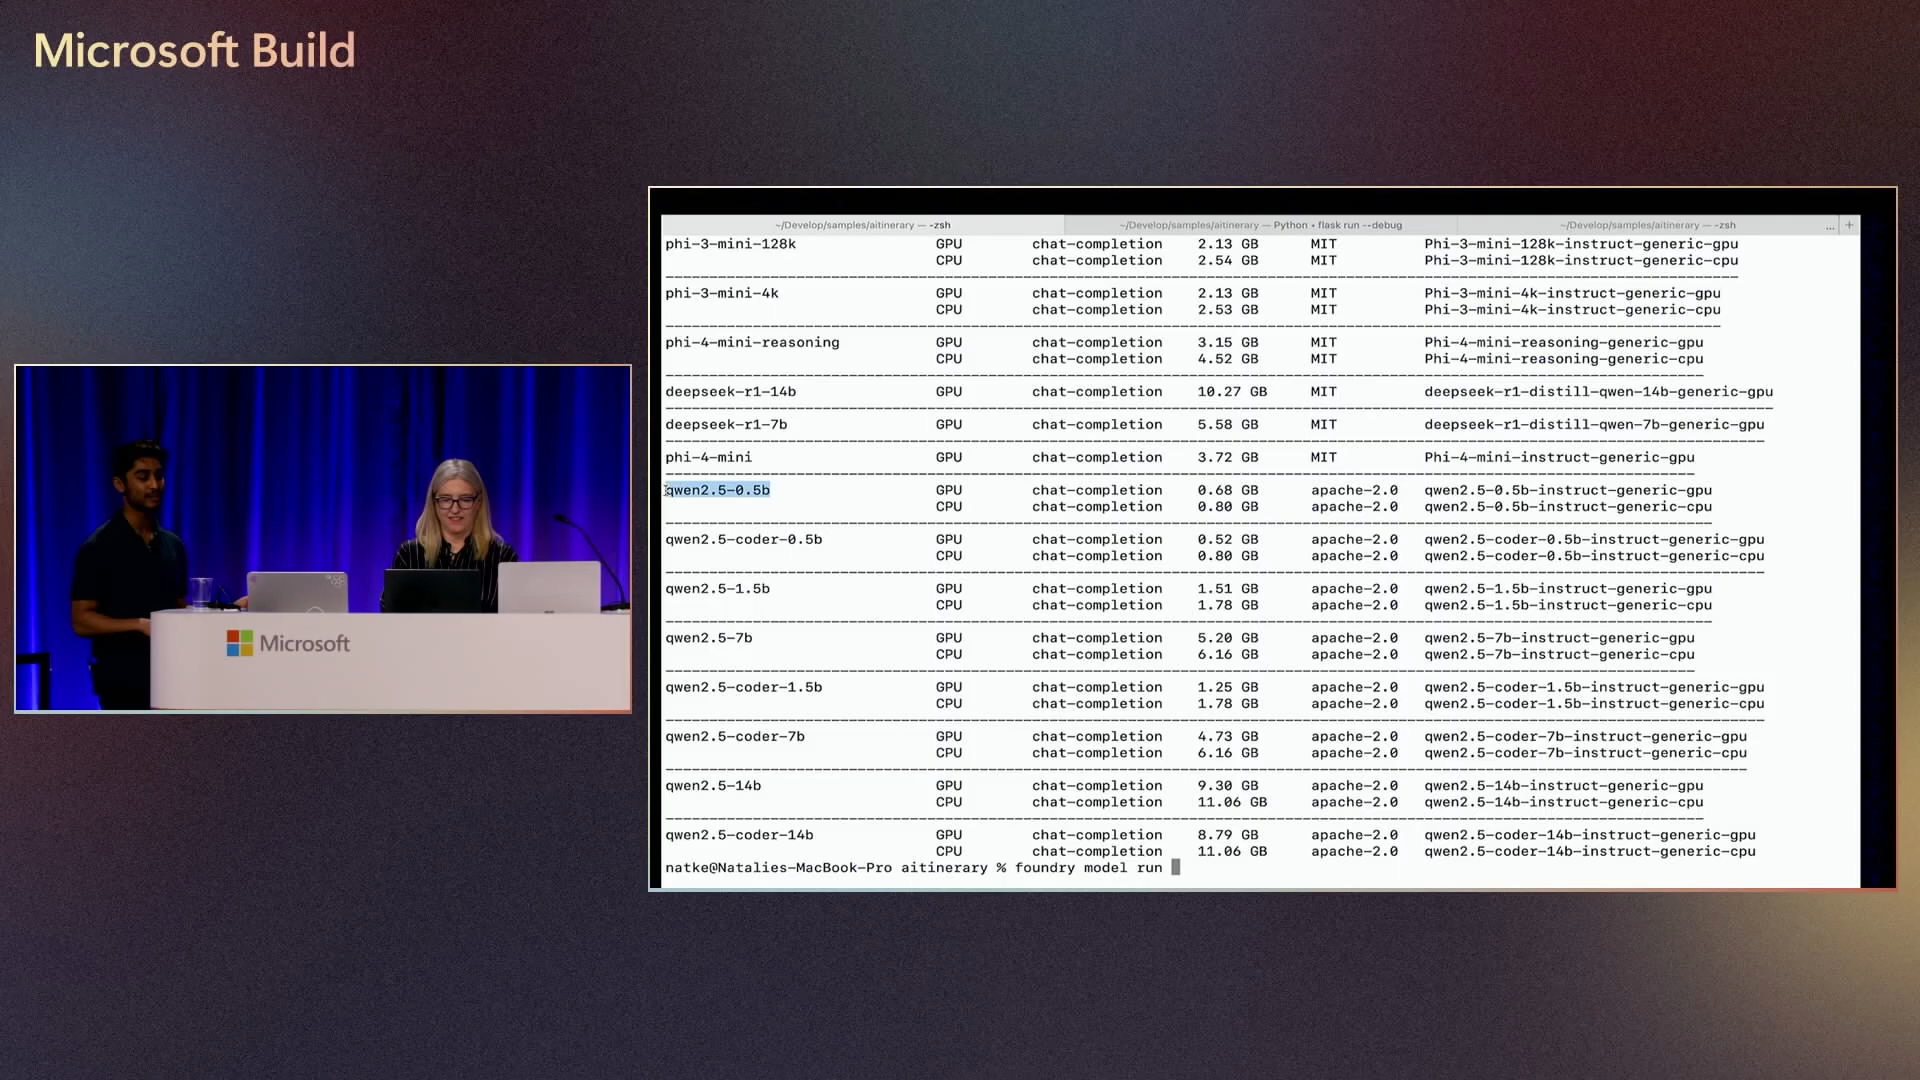 Microsoft Build
~/Develop/samples/aitinerary — -zsh ~/Develop/samples/aitinerary — Python • flask run --debug ~/Develop/samples/aitinerary — -zsh ... +
phi-3-mini-128k GPU chat-completion 2.13 GB MIT Phi-3-mini-128k-instruct-generic-gpu
CPU chat-completion 2.54 GB MIT Phi-3-mini-128k-instruct-generic-cpu
phi-3-mini-4k GPU chat-completion 2.13 GB MIT Phi-3-mini-4k-instruct-generic-gpu
CPU chat-completion 2.53 GB MIT Phi-3-mini-4k-instruct-generic-cpu
phi-4-mini-reasoning GPU chat-completion 3.15 GB MIT Phi-4-mini-reasoning-generic-gpu
CPU chat-completion 4.52 GB MIT Phi-4-mini-reasoning-generic-cpu
deepseek-r1-14b GPU chat-completion 10.27 GB MIT deepseek-r1-distill-qwen-14b-generic-gpu
deepseek-r1-7b GPU chat-completion 5.58 GB MIT deepseek-r1-distill-qwen-7b-generic-gpu
phi-4-mini GPU chat-completion 3.72 GB MIT Phi-4-mini-instruct-generic-gpu
qwen2.5-0.5b GPU chat-completion 0.68 GB apache-2.0 qwen2.5-0.5b-instruct-generic-gpu
CPU chat-completion 0.80 GB apache-2.0 qwen2.5-0.5b-instruct-generic-cpu
qwen2.5-coder-0.5b GPU chat-completion 0.52 GB apache-2.0 qwen2.5-coder-0.5b-instruct-generic-gpu
CPU chat-completion 0.80 GB apache-2.0 qwen2.5-coder-0.5b-instruct-generic-cpu
qwen2.5-1.5b GPU chat-completion 1.51 GB apache-2.0 qwen2.5-1.5b-instruct-generic-gpu
CPU chat-completion 1.78 GB apache-2.0 qwen2.5-1.5b-instruct-generic-cpu
qwen2.5-7b GPU chat-completion 5.20 GB apache-2.0 qwen2.5-7b-instruct-generic-gpu
CPU chat-completion 6.16 GB apache-2.0 qwen2.5-7b-instruct-generic-cpu
qwen2.5-coder-1.5b GPU chat-completion 1.25 GB apache-2.0 qwen2.5-coder-1.5b-instruct-generic-gpu
CPU chat-completion 1.78 GB apache-2.0 qwen2.5-coder-1.5b-instruct-generic-cpu
qwen2.5-coder-7b GPU chat-completion 4.73 GB apache-2.0 qwen2.5-coder-7b-instruct-generic-gpu
CPU chat-completion 6.16 GB apache-2.0 qwen2.5-coder-7b-instruct-generic-cpu
qwen2.5-14b GPU chat-completion 9.30 GB apache-2.0 qwen2.5-14b-instruct-generic-gpu
CPU chat-completion 11.06 GB apache-2.0 qwen2.5-14b-instruct-generic-cpu
qwen2.5-coder-14b GPU chat-completion 8.79 GB apache-2.0 qwen2.5-coder-14b-instruct-generic-gpu
CPU chat-completion 11.06 GB apache-2.0 qwen2.5-coder-14b-instruct-generic-cpu
natke@Natalies-MacBook-Pro aitinerary % foundry model run
Microsoft